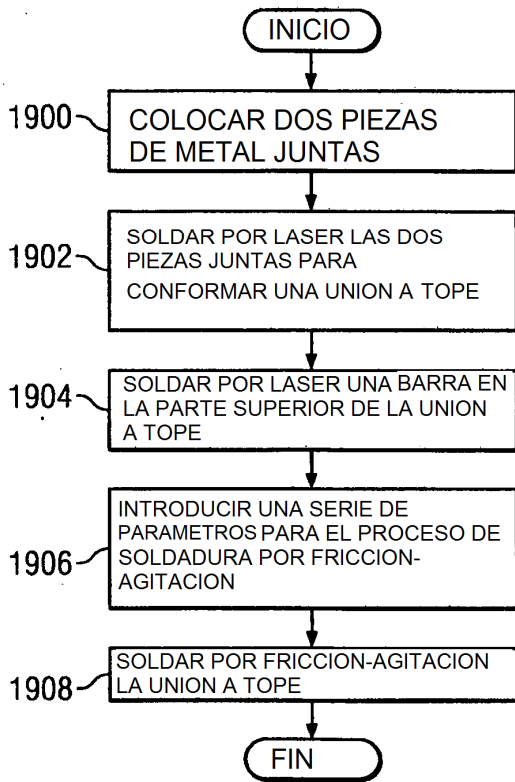 INICIO
1900
COLOCAR DOS PIEZAS
DE METAL JUNTAS
1902
SOLDAR POR LASER LAS DOS
PIEZAS JUNTAS PARA
CONFORMAR UNA UNION A TOPE
1904
SOLDAR POR LASER UNA BARRA EN
LA PARTE SUPERIOR DE LA UNION
A TOPE
1906
INTRODUCIR UNA SERIE DE
PARAMETROS PARA EL PROCESO DE
SOLDADURA POR FRICCION-
AGITACION
1908
SOLDAR POR FRICCION-AGITACION
LA UNION A TOPE
FIN